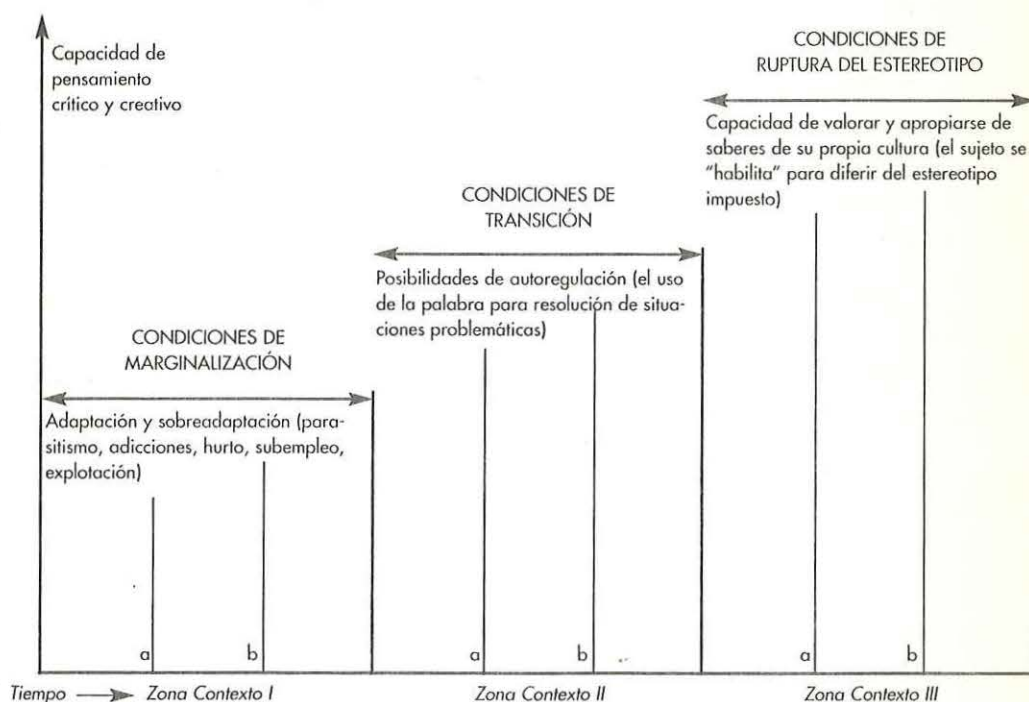 Capacidad de
pensamiento
crítico y creativo
CONDICIONES DE
RUPTURA DEL ESTEREOTIPO
Capacidad de valorar y apropiarse de
saberes de su propia cultura (el sujeto se
"habilita" para diferir del estereotipo
impuesto)
CONDICIONES DE
TRANSICIÓN
Posibilidades de autoregulación (el uso
de la palabra para resolución de situa-
ciones problemáticas)
CONDICIONES DE
MARGINALIZACIÓN
Adaptación y sobreadaptación (para-
sitismo, adicciones, hurto, subempleo,
explotación)
a b a b a b
Tiempo Zona Contexto I Zona Contexto II Zona Contexto III